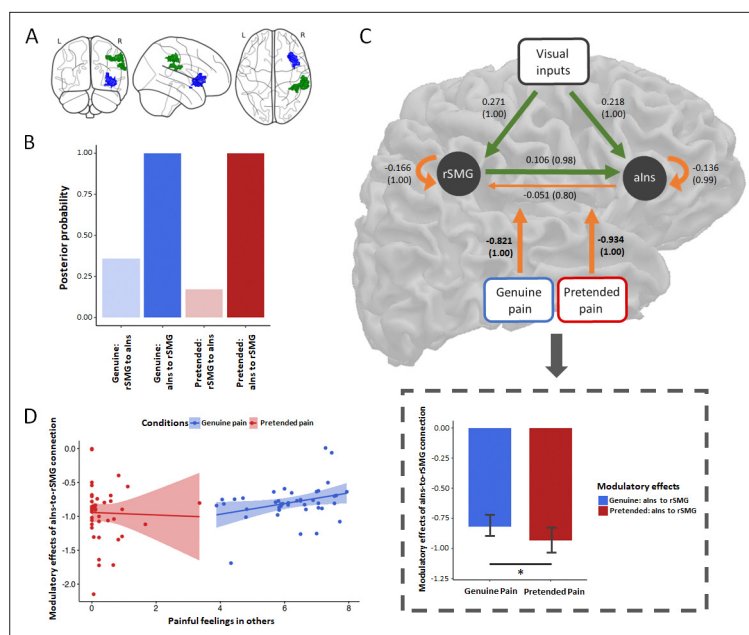 A
L
R
L
R
B
Posterior probability
1.00
0.75
0.50
0.25
0.00
Genuine:
rSMG to aIns
Genuine:
aIns to rSMG
Pretended:
rSMG to aIns
Pretended:
aIns to rSMG
C
Visual
inputs
0.271
(1.00)
0.218
(1.00)
-0.166
(1.00)
rSMG
0.106 (0.98)
aIns
-0.136
(0.99)
-0.051 (0.80)
-0.821
(1.00)
-0.934
(1.00)
Genuine
pain
Pretended
pain
D
Conditions
Genuine pain
Pretended pain
Modulatory effects of aIns-to-rSMG connection
0.0
-0.5
-1.0
-1.5
-2.0
0
2
4
6
8
Painful feelings in others
Modulatory effects of aIns-to-rSMG connection
0.00
-0.25
-0.50
-0.75
-1.00
-1.25
*
Genuine Pain
Pretended Pain
Modulatory effects
Genuine: aIns to rSMG
Pretended: aIns to rSMG